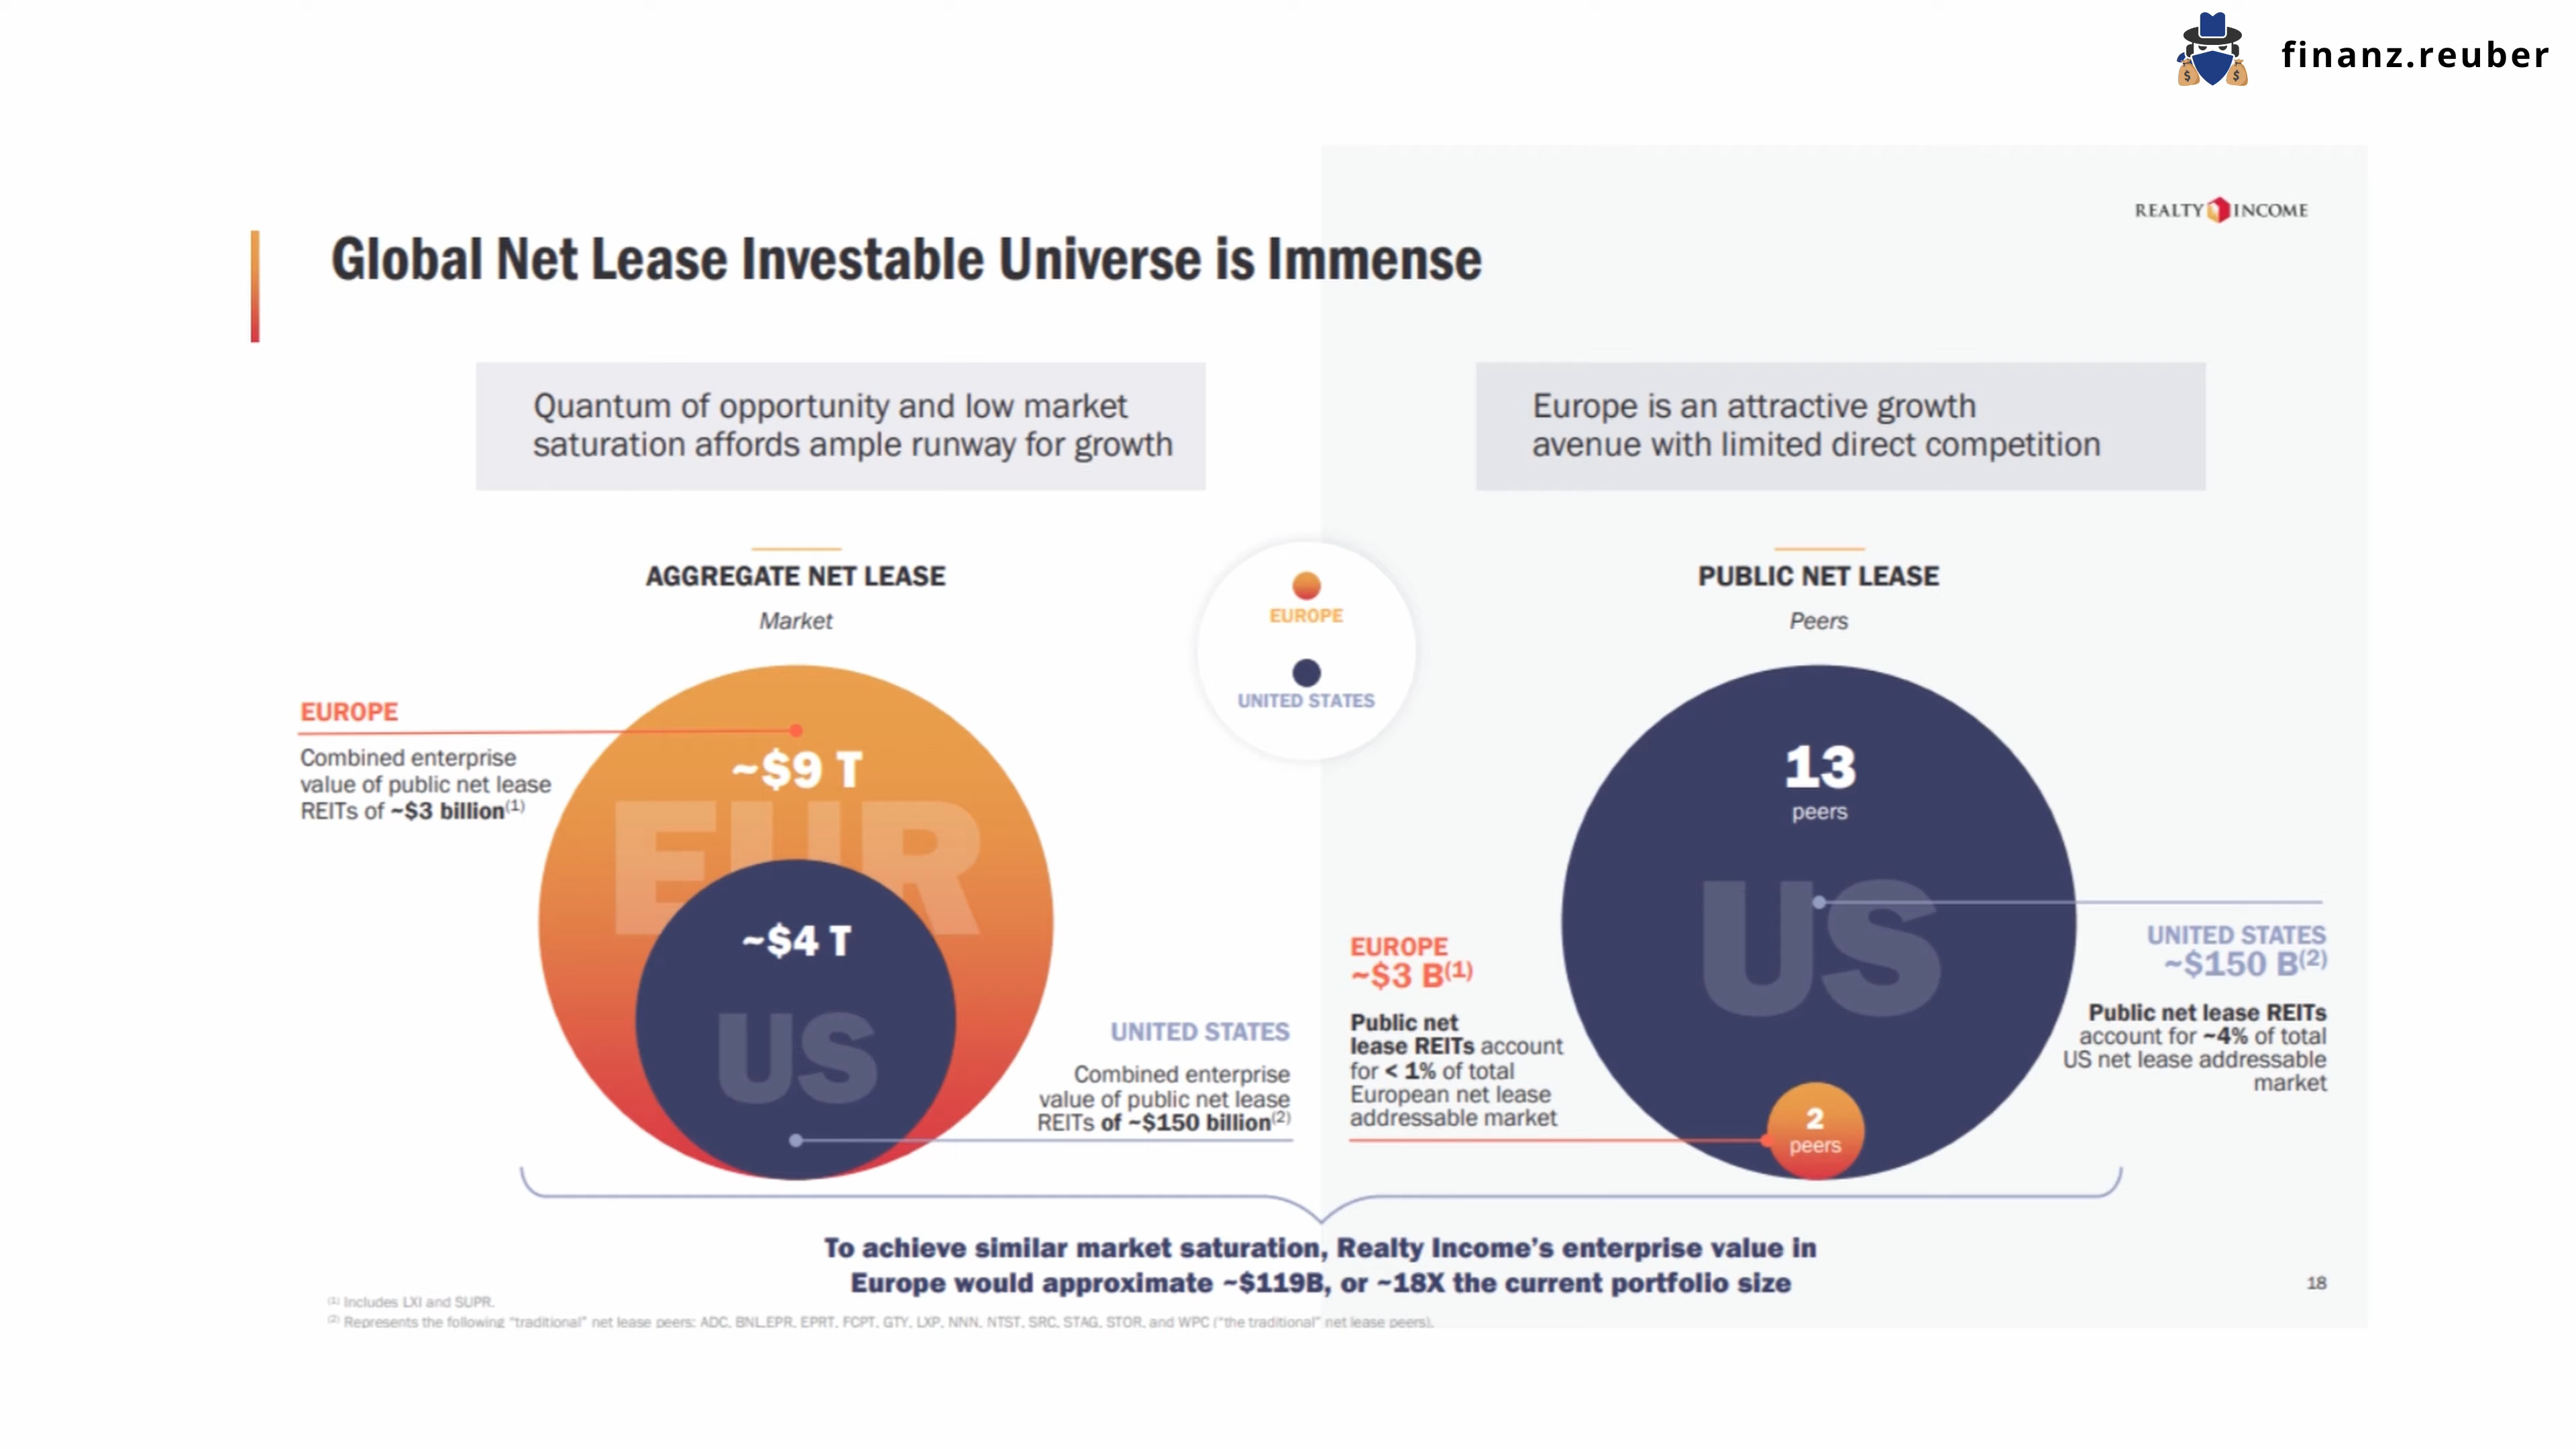 finanz.reuber
REALTY INCOME
Global Net Lease Investable Universe is Immense
Quantum of opportunity and low market
saturation affords ample runway for growth
Europe is an attractive growth
avenue with limited direct competition
AGGREGATE NET LEASE
Market
EUROPE
UNITED STATES
PUBLIC NET LEASE
Peers
EUROPE
Combined enterprise
value of public net lease
REITs of ~$3 billion(1)
~$9 T
EUR
~$4 T
US
UNITED STATES
Combined enterprise
value of public net lease
REITs of ~$150 billion(2)
13
peers
US
2
peers
EUROPE
~$3 B(1)
Public net
lease REITs account
for < 1% of total
European net lease
addressable market
UNITED STATES
~$150 B(2)
Public net lease REITs
account for ~4% of total
US net lease addressable
market
To achieve similar market saturation, Realty Income's enterprise value in
Europe would approximate ~$119B, or ~18X the current portfolio size
(1) Includes LXI and SUPR.
(2) Represents the following "traditional" net lease peers: ADC, BNL,EPR, EPRT, FCPT, GTY, LXP, NNN, NTST, SRC, STAG, STOR, and WPC ("the traditional" net lease peers).
18